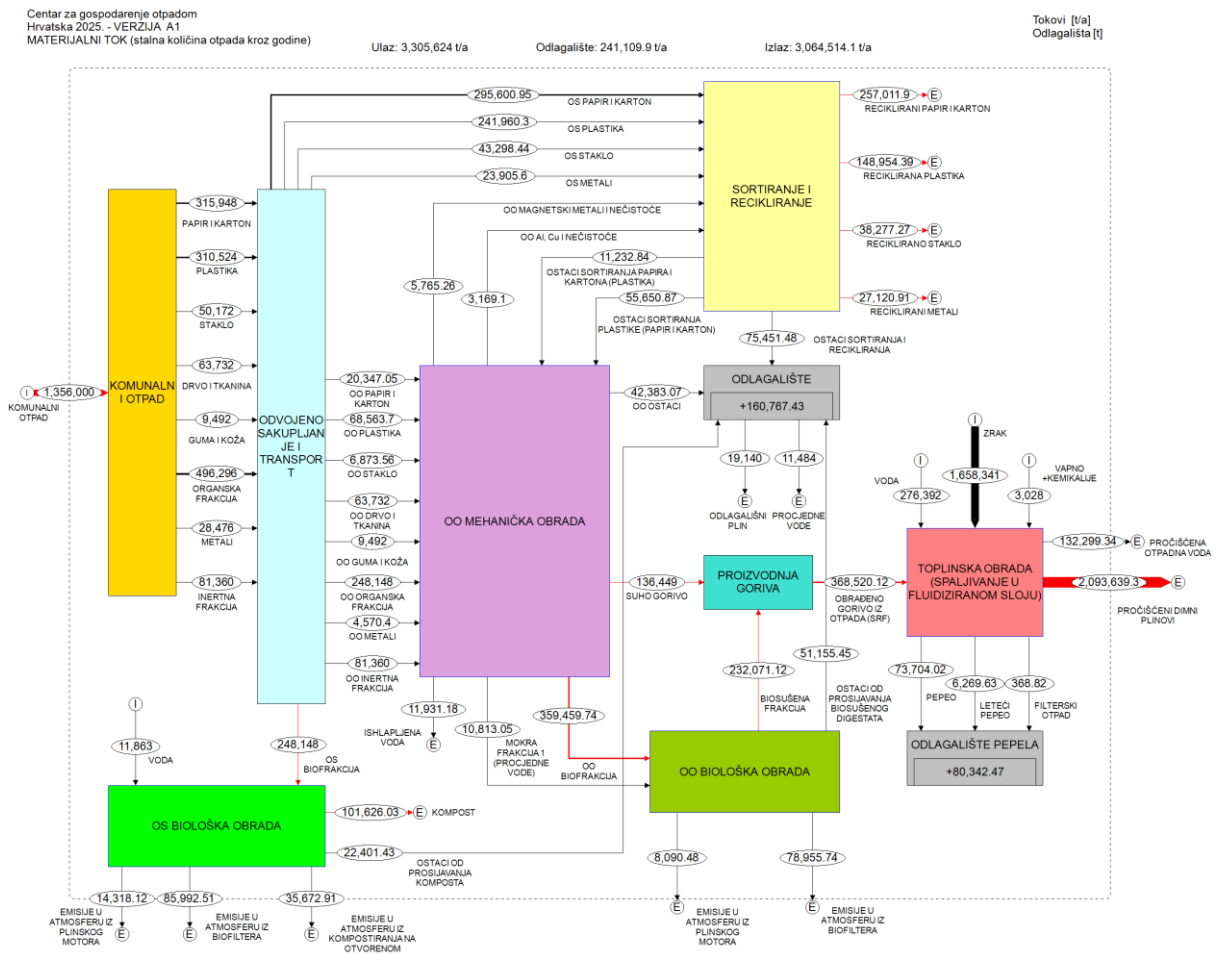 Centar za gospodarenje otpadom
Hrvatska 2025. - VERZIJA A1
MATERIJALNI TOK (stalna količina otpada kroz godine)
Ulaz: 3,305,624 t/a
Odlagalište: 241,109.9 t/a
Izlaz: 3,064,514.1 t/a
Tokovi [t/a]
Odlagališta [t]
295,600.95
OS PAPIR I KARTON
241,960.3
OS PLASTIKA
43,298.44
OS STAKLO
23,905.6
OS METALI
OO MAGNETSKI METALI I NEČISTOĆE
OO Al, Cu I NEČISTOĆE
5,765.26
3,169.1
11,232.84
OSTACI SORTIRANJA PAPIRA I
KARTONA (PLASTIKA)
55,650.87
OSTACI SORTIRANJA
PLASTIKE (PAPIR I KARTON)
SORTIRANJE I
RECIKLIRANJE
257,011.9
E
RECIKLIRANI PAPIR I KARTON
148,954.39
E
RECIKLIRANA PLASTIKA
38,277.27
E
RECIKLIRANO STAKLO
27,120.91
E
RECIKLIRANI METALI
75,451.48
OSTACI SORTIRANJA I
RECIKLIRANJA
I
1,356,000
KOMUNALNI
OTPAD
KOMUNALN
I OTPAD
315,948
PAPIR I KARTON
310,524
PLASTIKA
50,172
STAKLO
63,732
DRVO I TKANINA
9,492
GUMA I KOŽA
496,296
ORGANSKA
FRAKCIJA
28,476
METALI
81,360
INERTNA
FRAKCIJA
ODVOJENO
SAKUPLJAN
JE I
TRANSPOR
T
20,347.05
OO PAPIR I
KARTON
68,563.7
OO PLASTIKA
6,873.56
OO STAKLO
63,732
OO DRVO I
TKANINA
9,492
OO GUMA I KOŽA
248,148
OO ORGANSKA
FRAKCIJA
4,570.4
OO METALI
81,360
OO INERTNA
FRAKCIJA
OO MEHANIČKA OBRADA
42,383.07
OO OSTACI
ODLAGALIŠTE
+160,767.43
19,140
E
ODLAGALIŠNI
PLIN
11,484
E
PROCJEDNE
VODE
136,449
SUHO GORIVO
PROIZVODNJA
GORIVA
368,520.12
OBRAĐENO
GORIVO IZ
OTPADA (SRF)
I
VODA
276,392
I
ZRAK
1,658,341
I
VAPNO
+KEMIKALIJE
3,028
TOPLINSKA OBRADA
(SPALJIVANJE U
FLUIDIZIRANOM SLOJU)
132,299.34
E
PROČIŠĆENA
OTPADNA VODA
2,093,639.3
E
PROČIŠĆENI DIMNI
PLINOVI
73,704.02
PEPEO
6,269.63
LETEĆI
PEPEO
368.82
FILTERSKI
OTPAD
ODLAGALIŠTE PEPELA
+80,342.47
11,931.18
ISHLAPLJENA
VODA
E
10,813.05
MOKRA
FRAKCIJA 1
(PROCJEDNE
VODE)
359,459.74
OO
BIOFRAKCIJA
232,071.12
BIOSUŠENA
FRAKCIJA
51,155.45
OSTACI OD
PROSIJAVANJA
BIOSUŠENOG
DIGESTATA
OO BIOLOŠKA OBRADA
8,090.48
E
EMISIJE U
ATMOSFERU IZ
PLINSKOG
MOTORA
78,955.74
E
EMISIJE U
ATMOSFERU IZ
BIOFILTERA
I
11,863
VODA
248,148
OS
BIOFRAKCIJA
OS BIOLOŠKA OBRADA
101,626.03
E
KOMPOST
22,401.43
OSTACI OD
PROSIJAVANJA
KOMPOSTA
14,318.12
EMISIJE U
ATMOSFERU IZ
PLINSKOG
MOTORA
E
85,992.51
E
EMISIJE U
ATMOSFERU IZ
BIOFILTERA
35,672.91
E
EMISIJE U
ATMOSFERU IZ
KOMPOSTIRANJA NA
OTVORENOM